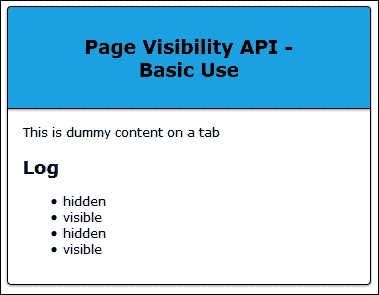 Page Visibility API -
Basic Use
This is dummy content on a tab
Log
hidden
visible
hidden
visible